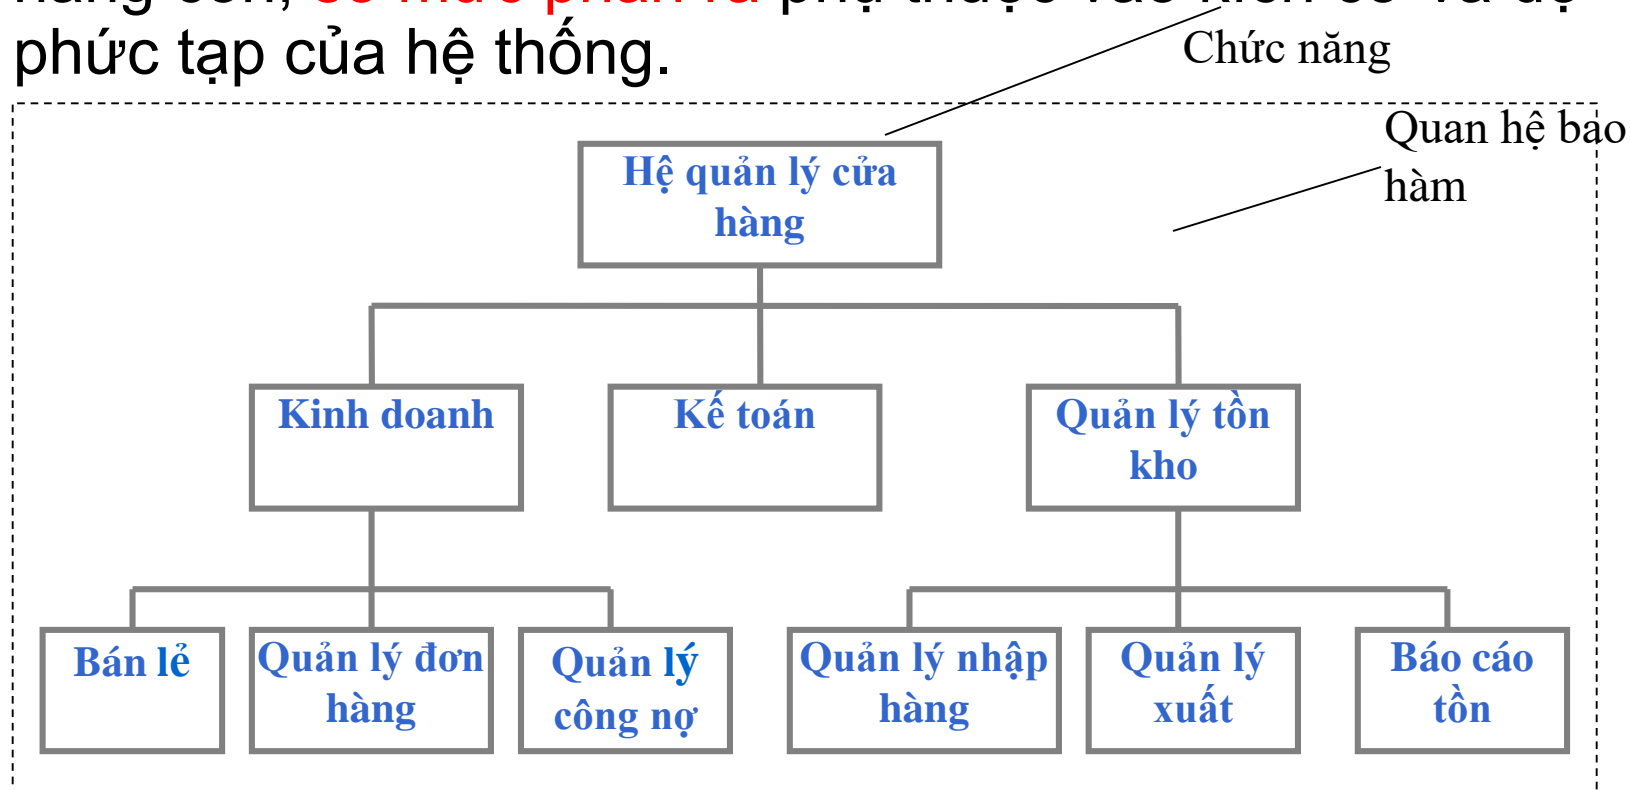 phức tạp của hệ thống.
Chức năng
Quan hệ bao
hàm
Hệ quản lý cửa
hàng
Kinh doanh
Kế toán
Quản lý tồn
kho
Bán lẻ
Quản lý đơn
hàng
Quản lý
công nợ
Quản lý nhập
hàng
Quản lý
xuất
Báo cáo
tồn